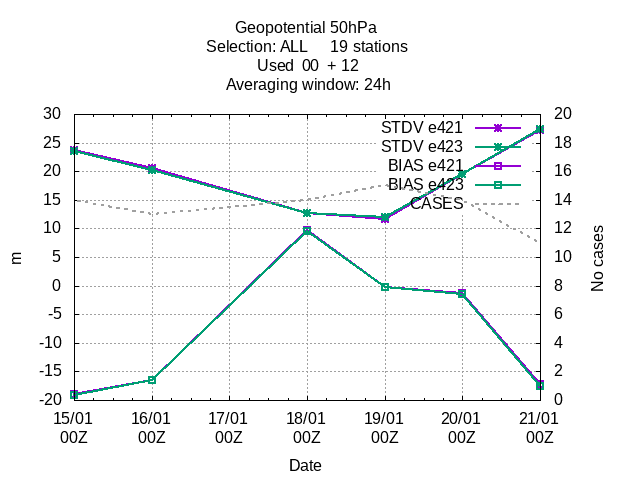 Geopotential 50hPa
Selection: ALL     19 stations
Used  00  + 12
Averaging window: 24h
30 20
25 18
20 16
15 14
10 12
5 10
0 8
-5 6
-10 4
-15 2
-20 0
STDV e421
STDV e423
BIAS e421
BIAS e423
CASES
m
No cases
15/01 16/01 17/01 18/01 19/01 20/01 21/01
00Z 00Z 00Z 00Z 00Z 00Z 00Z
Date